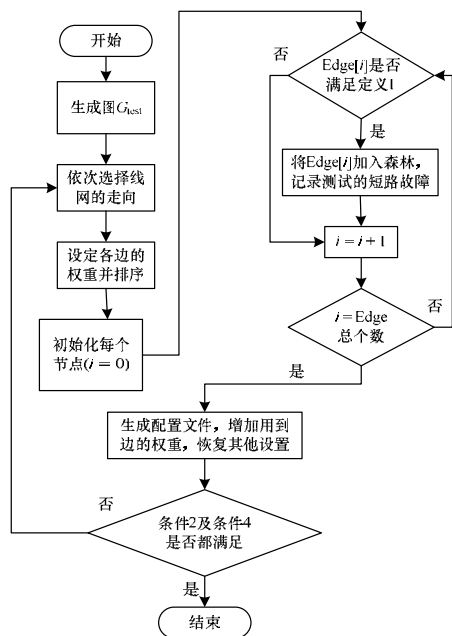 开始
生成图Gtest
依次选择线
网的走向
设定各边的
权重并排序
初始化每个
节点(i = 0)
否
Edge[i]是否
满足定义1
是
将Edge[i]加入森林，
记录测试的短路故障
i = i + 1
i = Edge
总个数
否
是
生成配置文件，增加用到
边的权重，恢复其他设置
否
条件2及条件4
是否都满足
是
结束